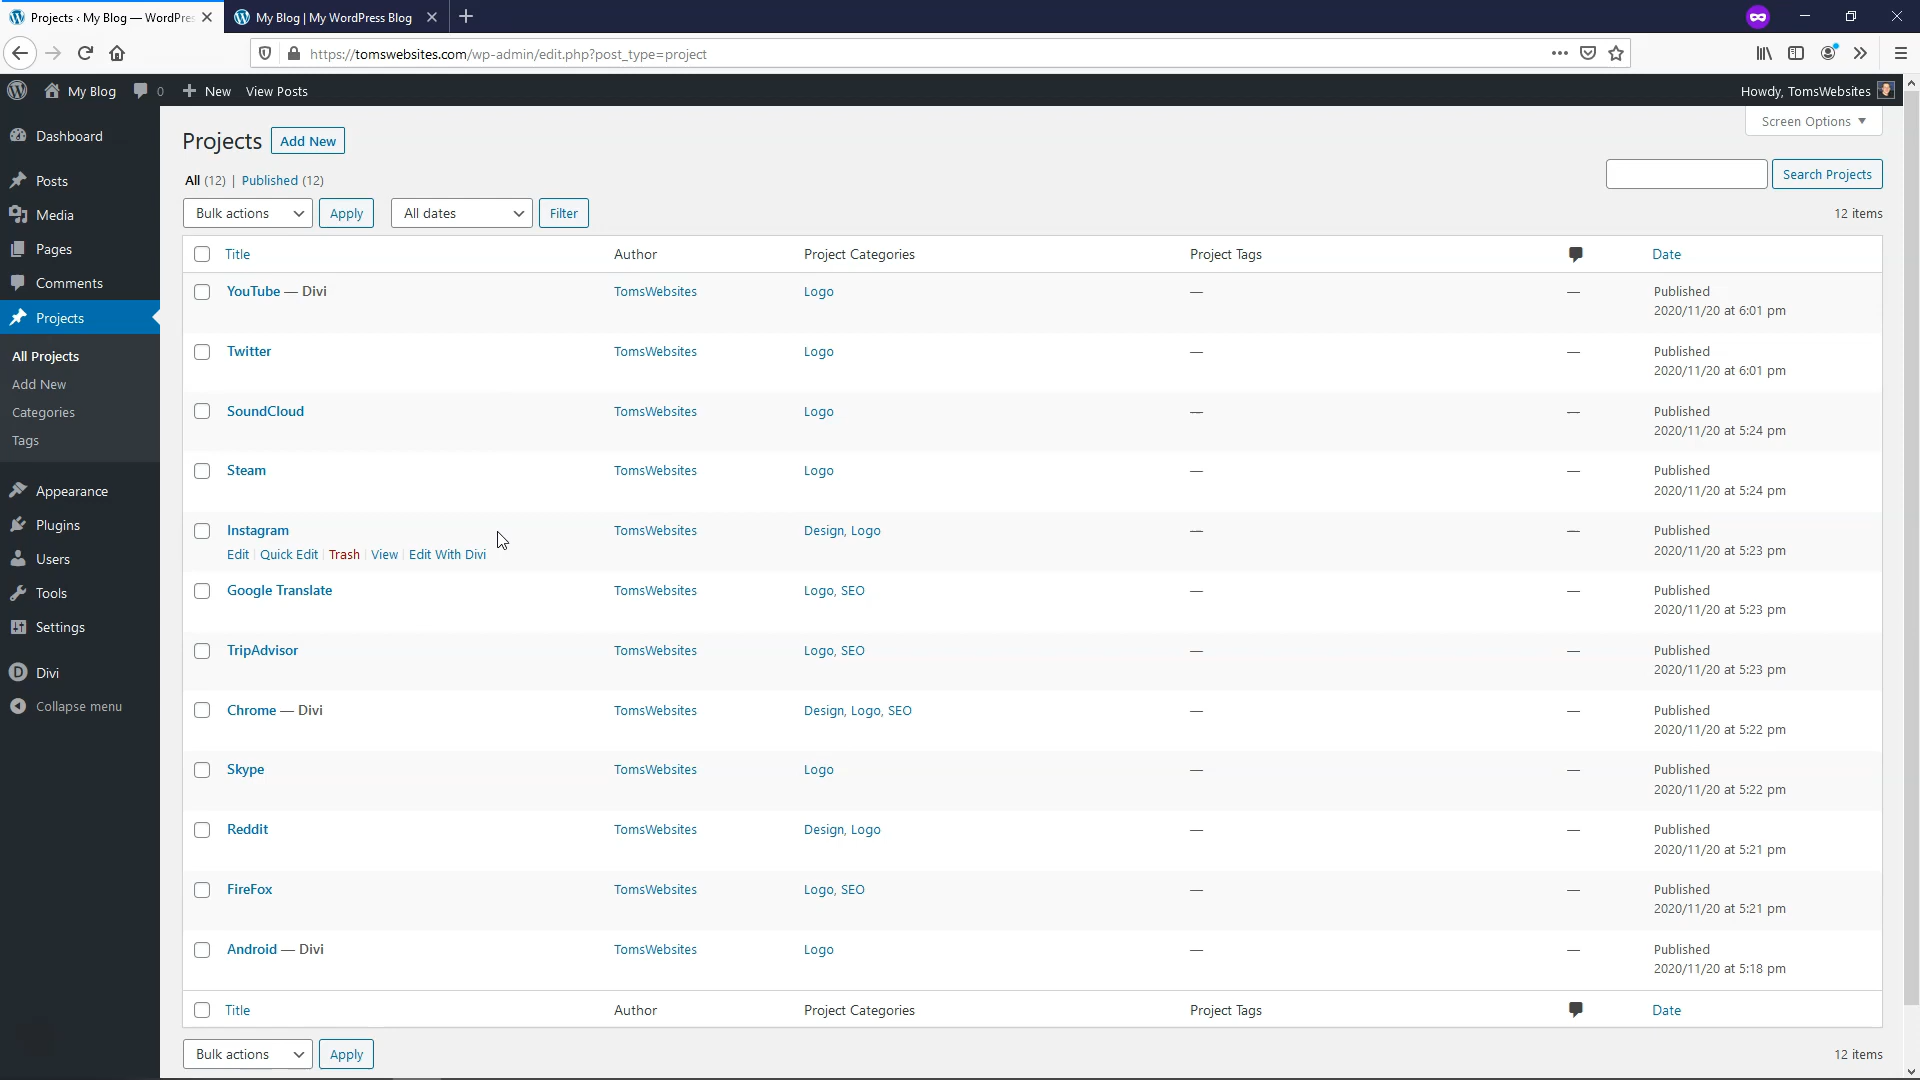 Projects ‹ My Blog — WordPres
My Blog | My WordPress Blog
https://tomswebsites.com/wp-admin/edit.php?post_type=project
My Blog 0 New View Posts Howdy, TomsWebsites
Dashboard
Posts
Media
Pages
Comments
Projects
All Projects
Add New
Categories
Tags
Appearance
Plugins
Users
Tools
Settings
Divi
Collapse menu
Projects Add New Screen Options
All (12) | Published (12) Search Projects
Bulk actions Apply All dates Filter 12 items
Title Author Project Categories Project Tags Date
YouTube — Divi TomsWebsites Logo — — Published
2020/11/20 at 6:01 pm
Twitter TomsWebsites Logo — — Published
2020/11/20 at 6:01 pm
SoundCloud TomsWebsites Logo — — Published
2020/11/20 at 5:24 pm
Steam TomsWebsites Logo — — Published
2020/11/20 at 5:24 pm
Instagram TomsWebsites Design, Logo — — Published
Edit | Quick Edit | Trash | View | Edit With Divi 2020/11/20 at 5:23 pm
Google Translate TomsWebsites Logo, SEO — — Published
2020/11/20 at 5:23 pm
TripAdvisor TomsWebsites Logo, SEO — — Published
2020/11/20 at 5:23 pm
Chrome — Divi TomsWebsites Design, Logo, SEO — — Published
2020/11/20 at 5:22 pm
Skype TomsWebsites Logo — — Published
2020/11/20 at 5:22 pm
Reddit TomsWebsites Design, Logo — — Published
2020/11/20 at 5:21 pm
FireFox TomsWebsites Logo, SEO — — Published
2020/11/20 at 5:21 pm
Android — Divi TomsWebsites Logo — — Published
2020/11/20 at 5:18 pm
Title Author Project Categories Project Tags Date
Bulk actions Apply 12 items